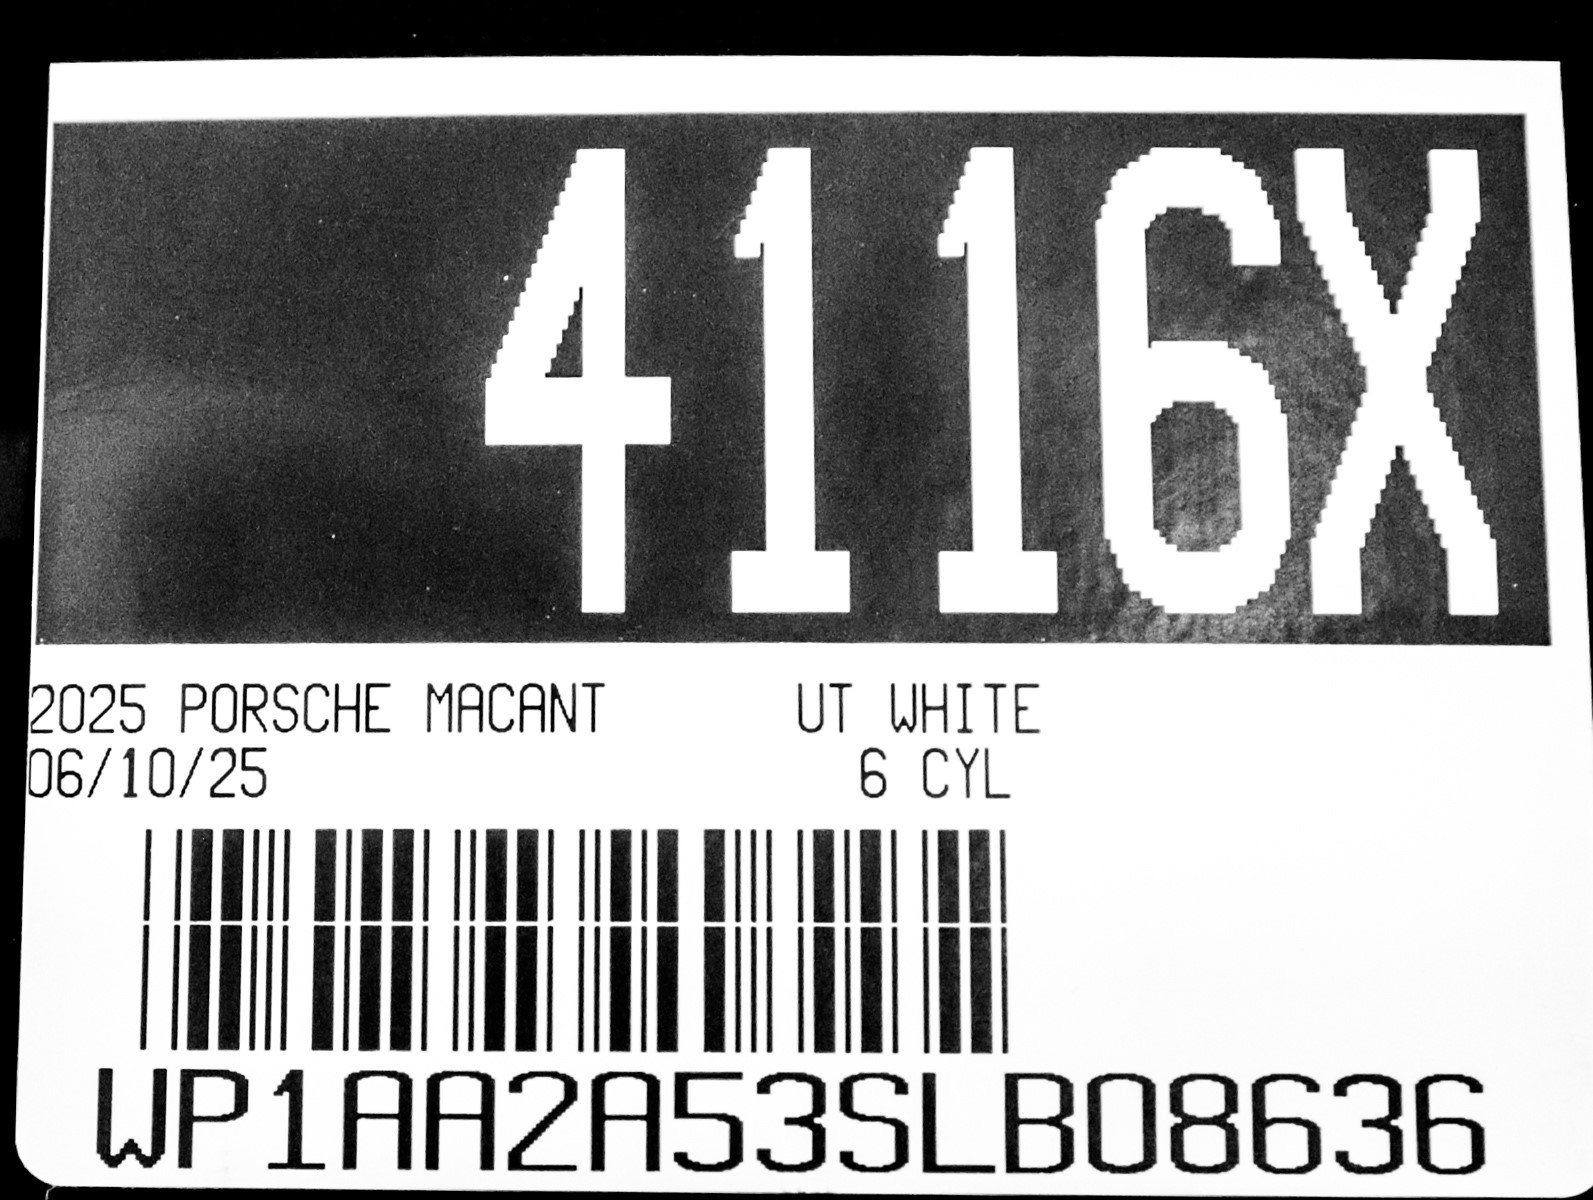 4116X
2025 PORSCHE MACANT UT WHITE
06/10/25 6 CYL
WP1AA2A53SLB08636